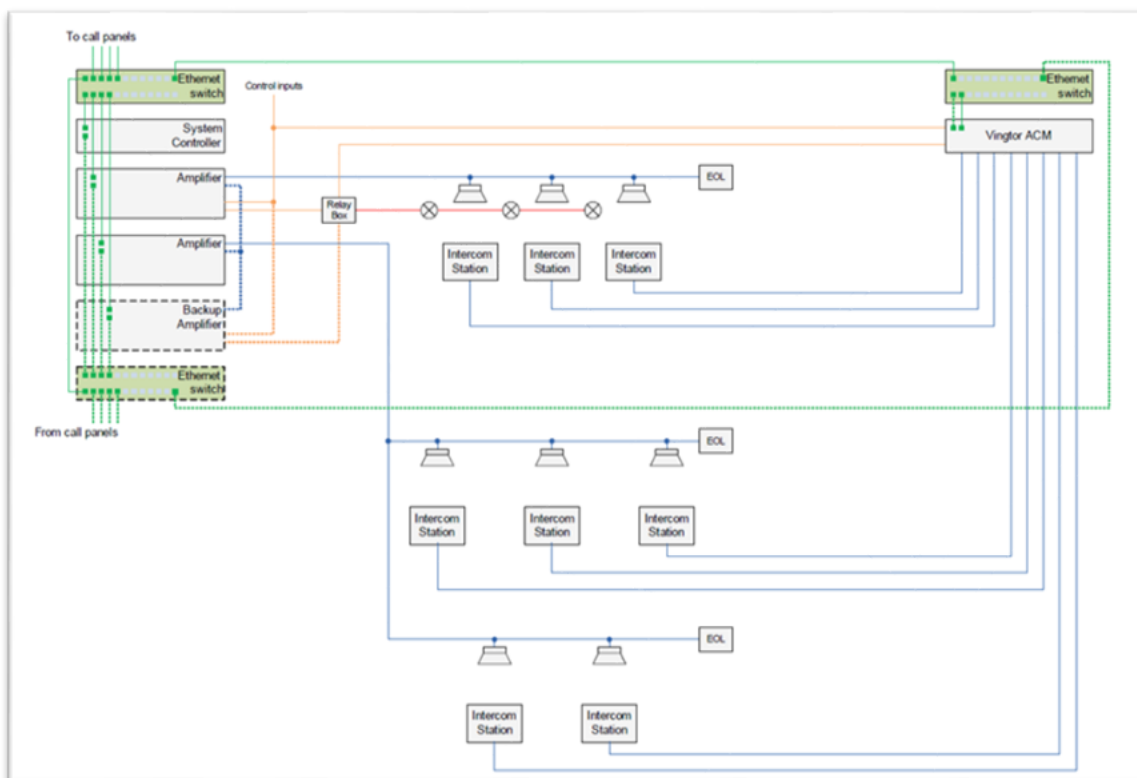 To call panels
Ethernet
switch
Control inputs
Ethernet
switch
System
Controller
Vingtor ACM
Amplifier
EOL
Relay
Box
Amplifier
Intercom
Station
Intercom
Station
Intercom
Station
Backup
Amplifier
Ethernet
switch
From call panels
EOL
Intercom
Station
Intercom
Station
Intercom
Station
EOL
Intercom
Station
Intercom
Station